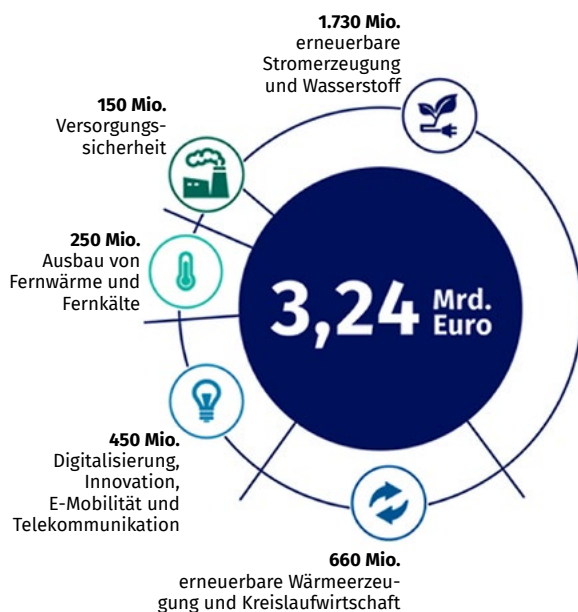 1.730 Mio.
erneuerbare
Stromerzeugung
und Wasserstoff
150 Mio.
Versorgungs-
sicherheit
250 Mio.
Ausbau von
Fernwärme und
Fernkälte
3,24 Mrd.
Euro
450 Mio.
Digitalisierung,
Innovation,
E-Mobilität und
Telekommunikation
660 Mio.
erneuerbare Wärmeerzeu-
gung und Kreislaufwirtschaft